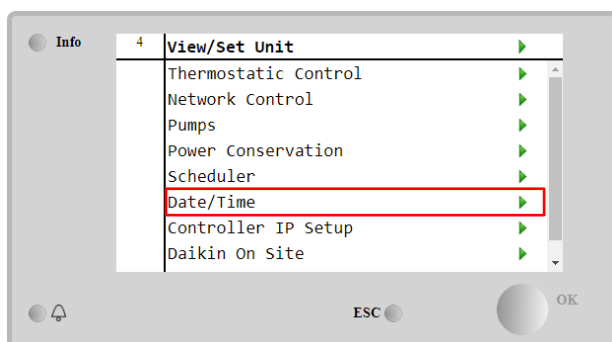 Info
4 View/Set Unit
Thermostatic Control
Network Control
Pumps
Power Conservation
Scheduler
Date/Time
Controller IP Setup
Daikin On Site
ESC
OK